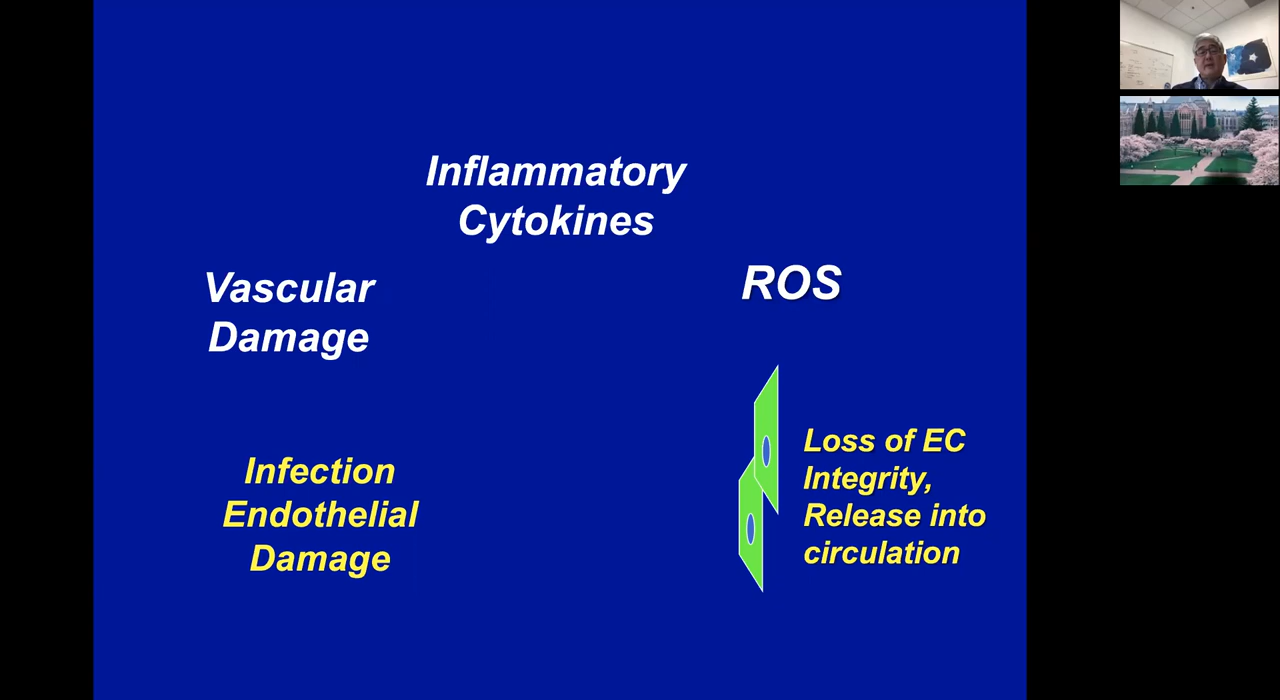 Inflammatory
Cytokines
Vascular
Damage
ROS
Infection
Endothelial
Damage
Loss of EC
Integrity,
Release into
circulation